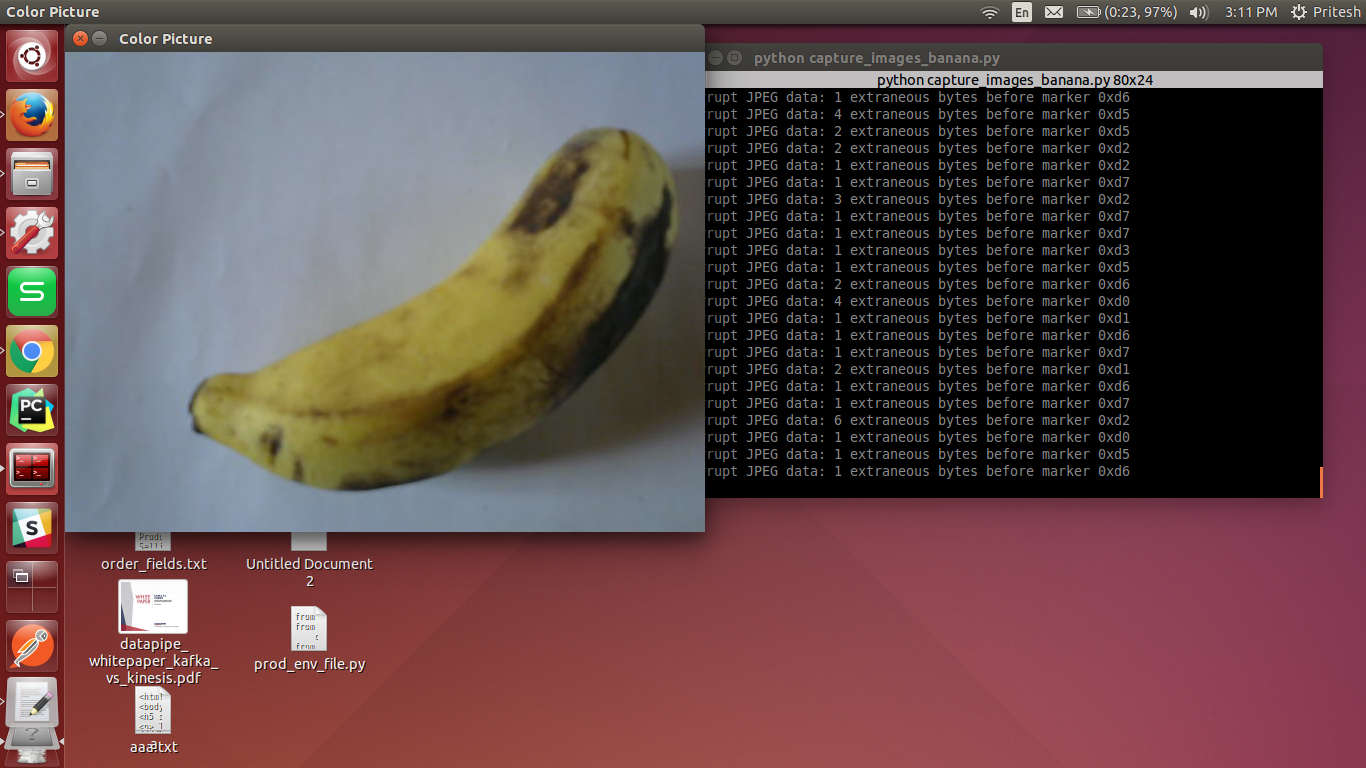 Color Picture
En
(0:23, 97%)
3:11 PM
Pritesh
Color Picture
python capture_images_banana.py
python capture_images_banana.py 80x24
rupt JPEG data: 1 extraneous bytes before marker 0xd6
rupt JPEG data: 4 extraneous bytes before marker 0xd5
rupt JPEG data: 2 extraneous bytes before marker 0xd5
rupt JPEG data: 2 extraneous bytes before marker 0xd2
rupt JPEG data: 1 extraneous bytes before marker 0xd2
rupt JPEG data: 1 extraneous bytes before marker 0xd7
rupt JPEG data: 3 extraneous bytes before marker 0xd2
rupt JPEG data: 1 extraneous bytes before marker 0xd7
rupt JPEG data: 1 extraneous bytes before marker 0xd7
rupt JPEG data: 1 extraneous bytes before marker 0xd3
rupt JPEG data: 1 extraneous bytes before marker 0xd5
rupt JPEG data: 2 extraneous bytes before marker 0xd6
rupt JPEG data: 4 extraneous bytes before marker 0xd0
rupt JPEG data: 1 extraneous bytes before marker 0xd1
rupt JPEG data: 1 extraneous bytes before marker 0xd6
rupt JPEG data: 1 extraneous bytes before marker 0xd7
rupt JPEG data: 2 extraneous bytes before marker 0xd1
rupt JPEG data: 1 extraneous bytes before marker 0xd6
rupt JPEG data: 1 extraneous bytes before marker 0xd7
rupt JPEG data: 6 extraneous bytes before marker 0xd2
rupt JPEG data: 1 extraneous bytes before marker 0xd0
rupt JPEG data: 1 extraneous bytes before marker 0xd5
rupt JPEG data: 1 extraneous bytes before marker 0xd6
S
PC
S
order_fields.txt
Untitled Document
2
WHITE
PAPER
datapipe_
whitepaper_kafka_
vs_kinesis.pdf
from
from
from
prod_env_file.py
<html
<body
<h5 s